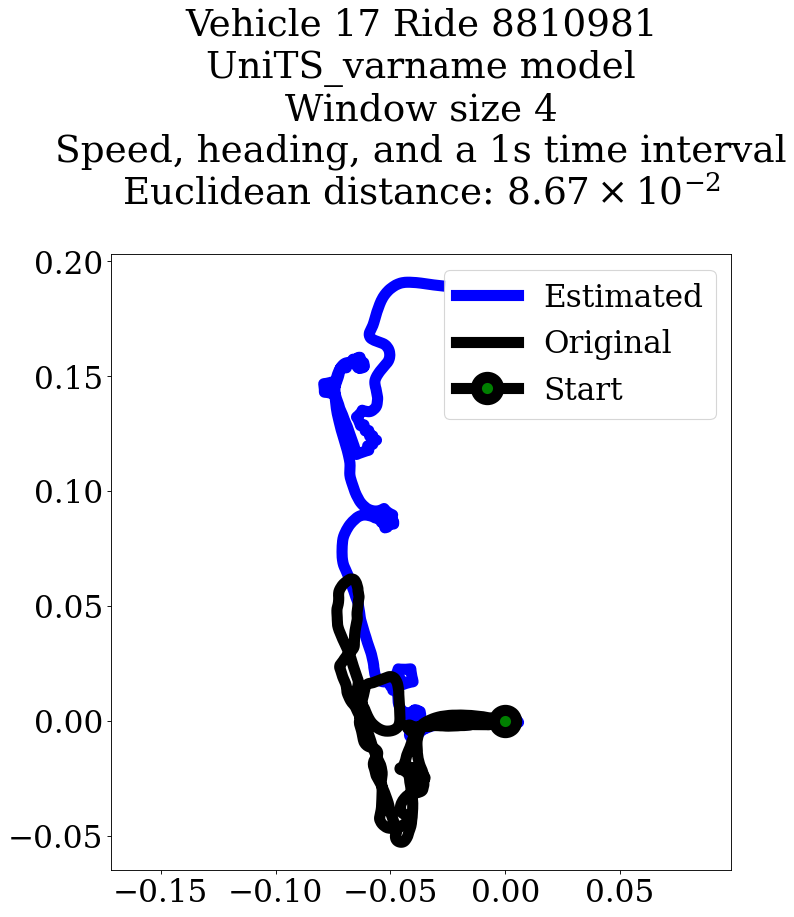 Vehicle 17 Ride 8810981
UniTS_varname model
Window size 4
Speed, heading, and a 1s time interval
Euclidean distance: 8.67 × 10⁻²
0.20
0.15
0.10
0.05
0.00
−0.05
Estimated
Original
Start
−0.15 −0.10 −0.05 0.00 0.05